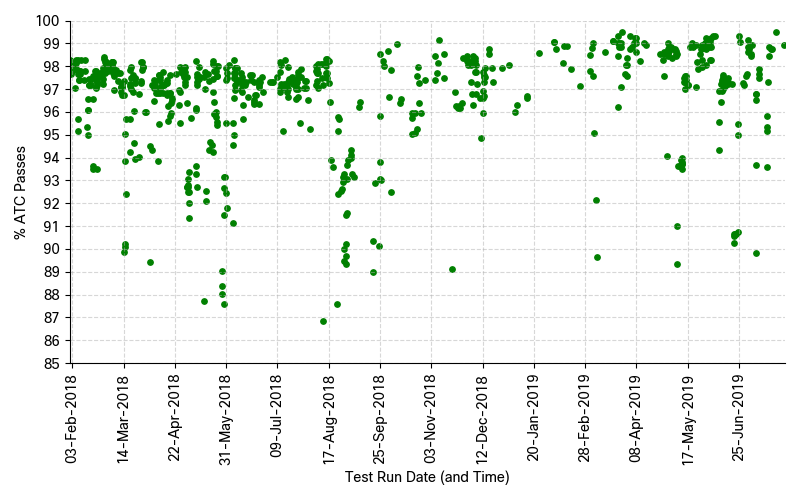 100
99
98
97
96
95
94
93
92
91
90
89
88
87
86
85
% ATC Passes
03-Feb-2018
14-Mar-2018
22-Apr-2018
31-May-2018
09-Jul-2018
17-Aug-2018
25-Sep-2018
03-Nov-2018
12-Dec-2018
20-Jan-2019
28-Feb-2019
08-Apr-2019
17-May-2019
25-Jun-2019
Test Run Date (and Time)